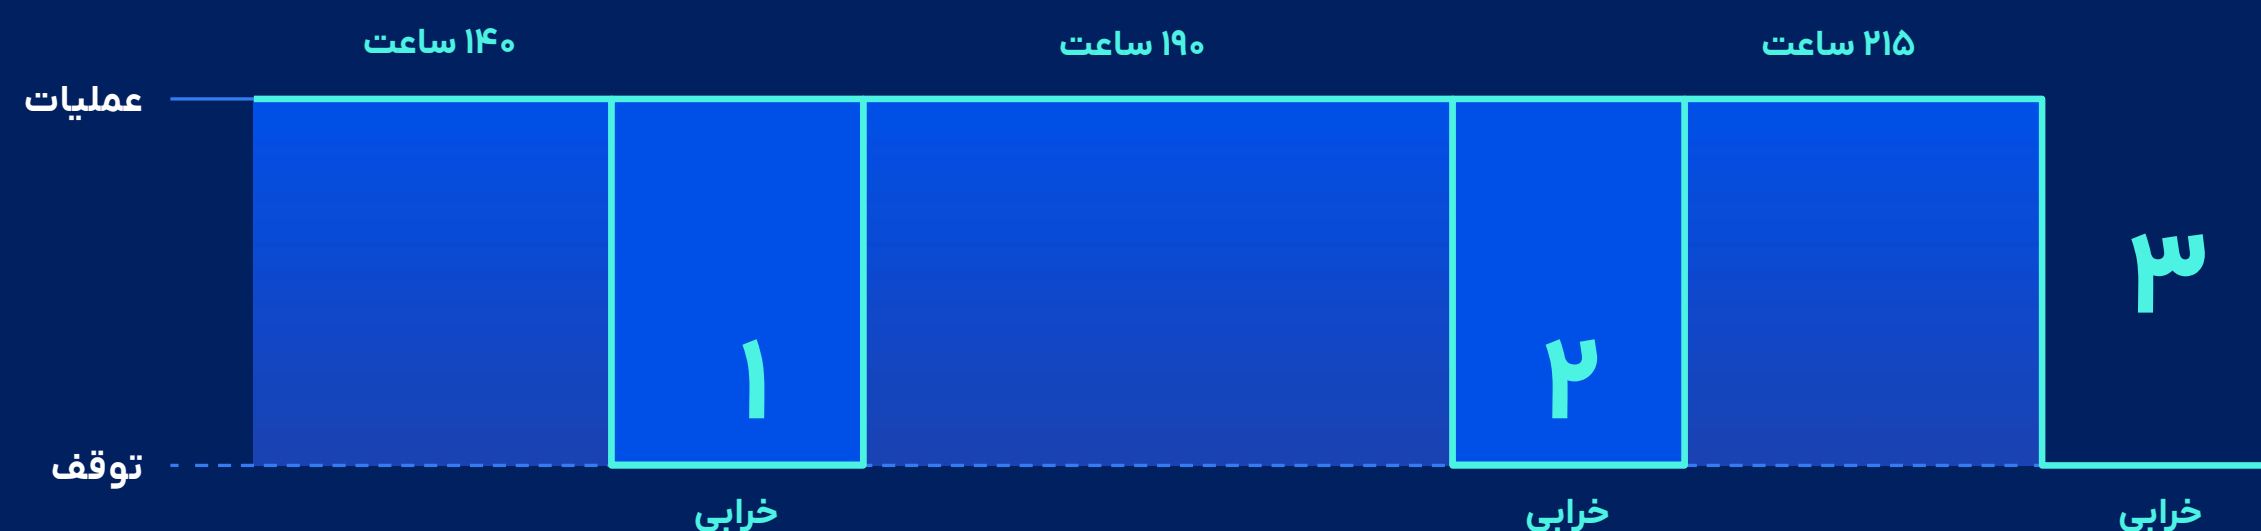 ۱۴۰ ساعت
۱۹۰ ساعت
۲۱۵ ساعت
عملیات
۱
۲
۳
توقف
خرابی
خرابی
خرابی